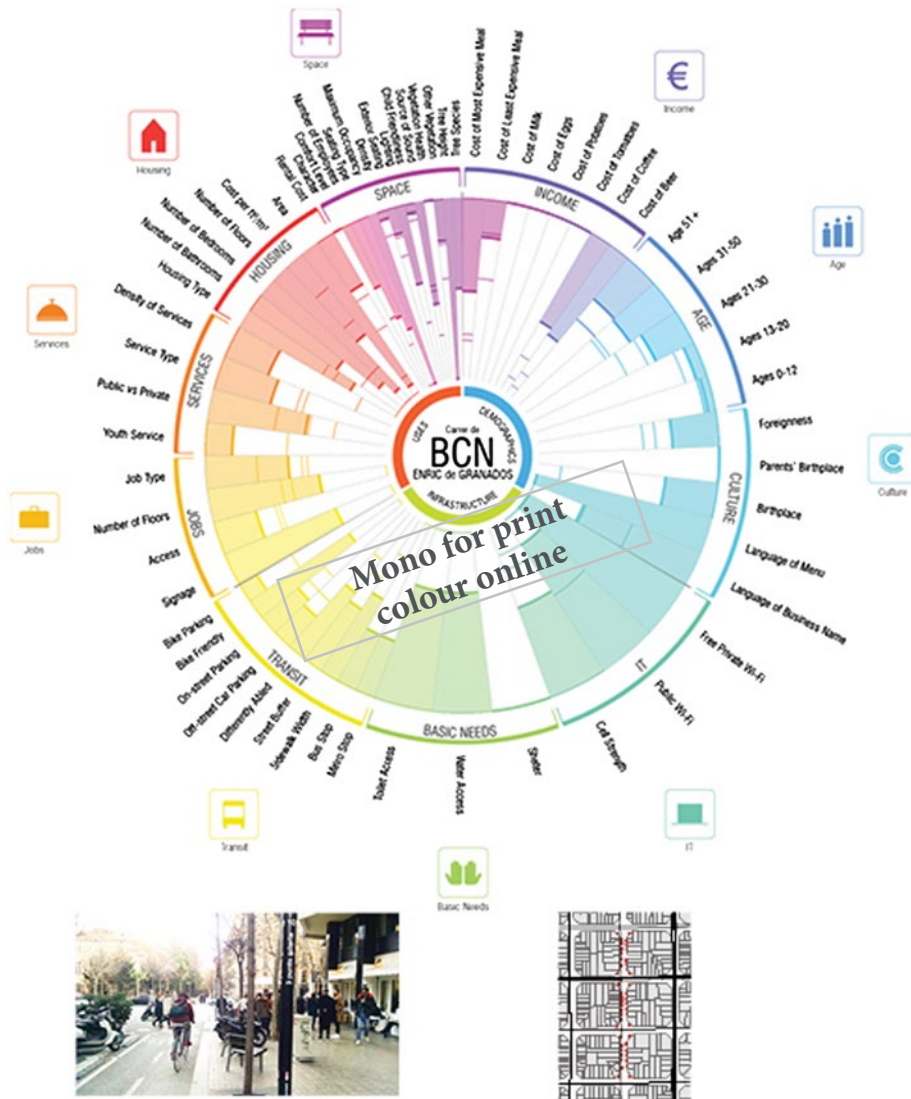 Space
Income
Housing
Age
Services
Culture
Jobs
Transit
IT
Basic Needs
SPACE
Rental Cost
Character
Comfort Level
Number of Employees
Seating Type
Maximum Occupancy
Density
Exterior Seating
Lighting
Child Friendliness
Source of Sound
Vegetation Health
Other Vegetation
Tree Height
Tree Species
INCOME
Cost of Most Expensive Meal
Cost of Least Expensive Meal
Cost of Milk
Cost of Eggs
Cost of Potatoes
Cost of Tomatoes
Cost of Coffee
Cost of Beer
AGE
Age 51+
Ages 31-50
Ages 21-30
Ages 13-20
Ages 0-12
CULTURE
Foreignness
Parents' Birthplace
Birthplace
Language of Menu
Language of Business Name
IT
Free Private Wi-Fi
Public Wi-Fi
Cell Strength
BASIC NEEDS
Shelter
Water Access
Toilet Access
TRANSIT
Metro Stop
Bus Stop
Sidewalk Width
Street Buffer
Differently Abled
Off-street Car Parking
On-street Parking
Bike Friendly
Bike Parking
JOBS
Signage
Access
Number of Floors
Job Type
SERVICES
Youth Service
Public vs Private
Service Type
Density of Services
HOUSING
Housing Type
Number of Bathrooms
Number of Bedrooms
Number of Floors
Area
USES
DEMOGRAPHICS
INFRASTRUCTURE
Carrer de
BCN
ENRIC de GRANADOS
Mono for print
colour online